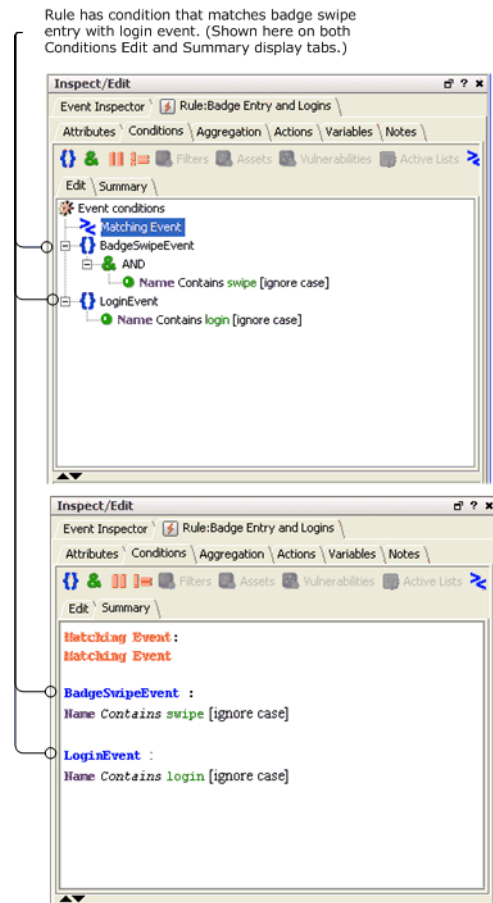 Rule has condition that matches badge swipe
entry with login event. (Shown here on both
Conditions Edit and Summary display tabs.)
Inspect/Edit
Event Inspector Rule:Badge Entry and Logins
Attributes Conditions Aggregation Actions Variables Notes
Filters Assets Vulnerabilities Active Lists
Edit Summary
Event conditions
Matching Event
BadgeSwipeEvent
AND
Name Contains swipe [ignore case]
LoginEvent
Name Contains login [ignore case]
Inspect/Edit
Event Inspector Rule:Badge Entry and Logins
Attributes Conditions Aggregation Actions Variables Notes
Filters Assets Vulnerabilities Active Lists
Edit Summary
Matching Event:
Matching Event
BadgeSwipeEvent :
Name Contains swipe [ignore case]
LoginEvent :
Name Contains login [ignore case]